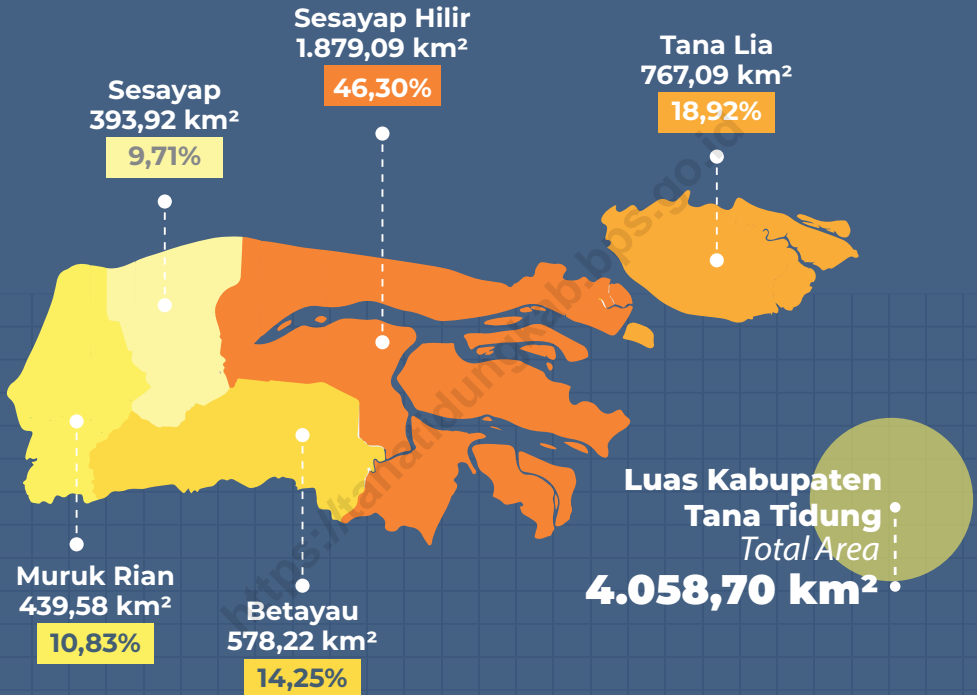 Sesayap Hilir
1.879,09 km²
46,30%
Tana Lia
767,09 km²
18,92%
Sesayap
393,92 km²
9,71%
Luas Kabupaten
Tana Tidung
Total Area
4.058,70 km²
Muruk Rian
439,58 km²
10,83%
Betayau
578,22 km²
14,25%
https://tanatidungkab.bps.go.id